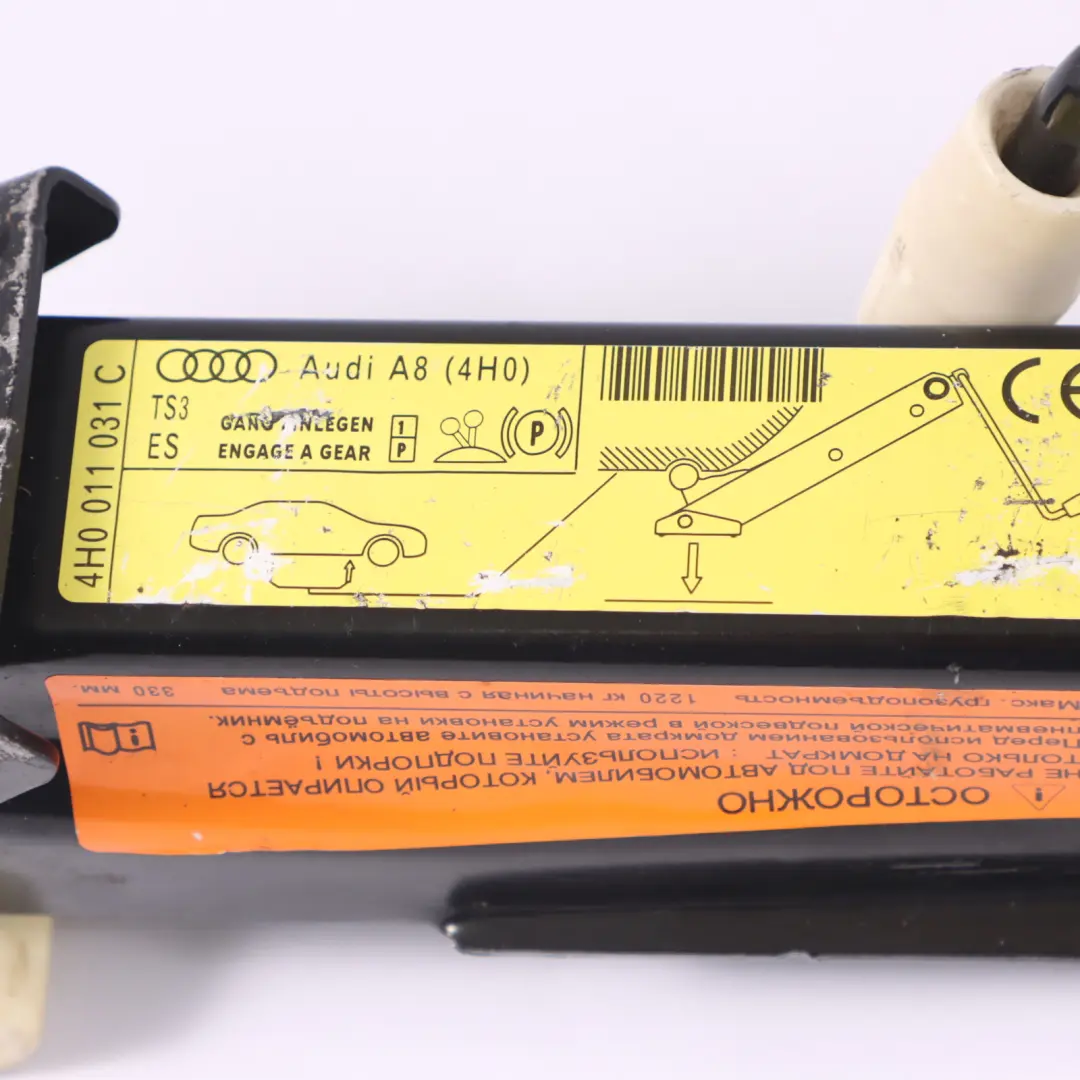 4H0 011 031 C
Audi A8 (4H0)
TS3
ES
GANG EINLEGEN
ENGAGE A GEAR
1
P
P
CE
ОСТОРОЖНО
НЕ РАБОТАЙТЕ ПОД АВТОМОБИЛЕМ, КОТОРЫЙ ОПИРАЕТСЯ
ТОЛЬКО НА ДОМКРАТ : ИСПОЛЬЗУЙТЕ ПОДПОРКИ !
Перед использованием домкрата установите автомобиль с
пневматической подвеской в режим установки на подъёмник.
Макс. грузоподъёмность 1220 кг начиная с высоты подъема 330 мм.